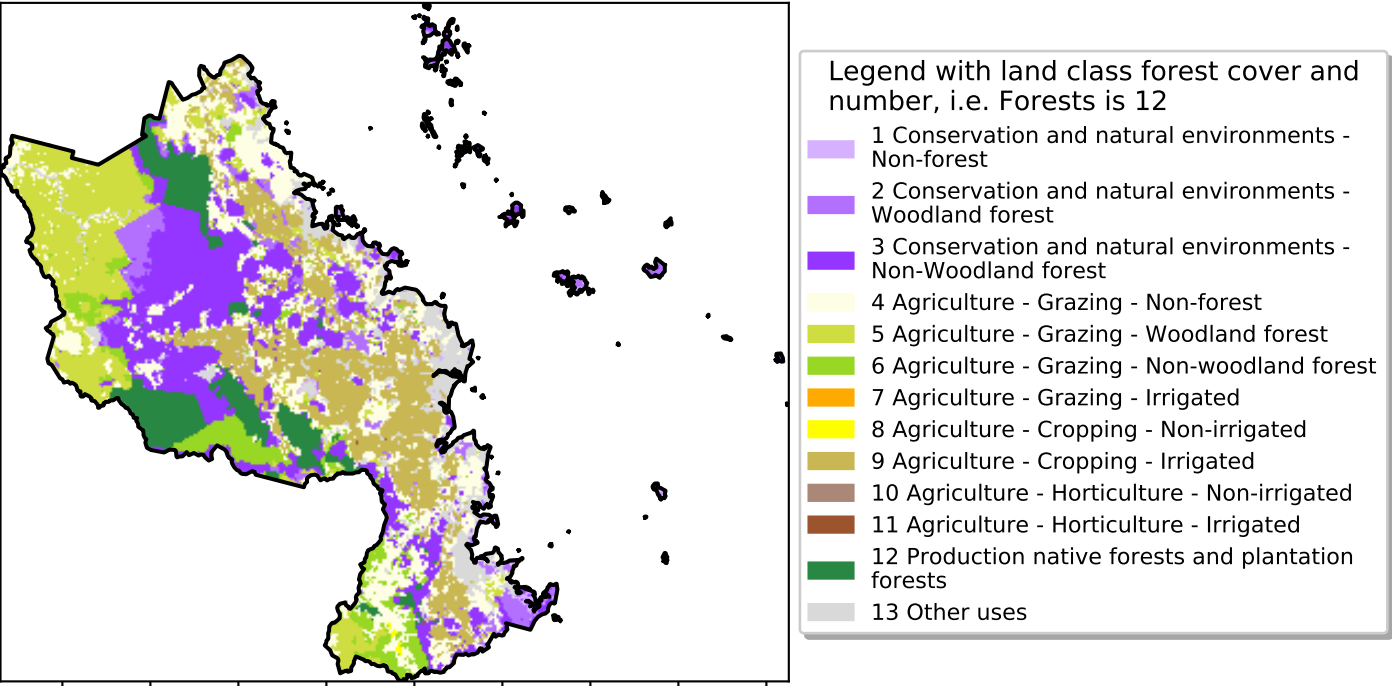 Legend with land class forest cover and
number, i.e. Forests is 12
1 Conservation and natural environments -
Non-forest
2 Conservation and natural environments -
Woodland forest
3 Conservation and natural environments -
Non-Woodland forest
4 Agriculture - Grazing - Non-forest
5 Agriculture - Grazing - Woodland forest
6 Agriculture - Grazing - Non-woodland forest
7 Agriculture - Grazing - Irrigated
8 Agriculture - Cropping - Non-irrigated
9 Agriculture - Cropping - Irrigated
10 Agriculture - Horticulture - Non-irrigated
11 Agriculture - Horticulture - Irrigated
12 Production native forests and plantation
forests
13 Other uses